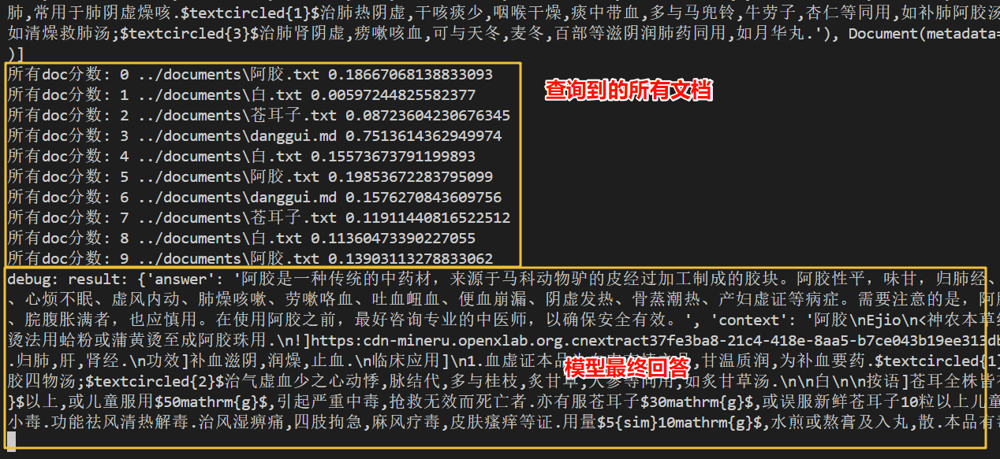 肺,常用于肺阴虚燥咳.$textcircled{1}$治肺热阴虚,干咳痰少,咽喉干燥,痰中带血,多与马兜铃,牛劳子,杏仁等同用,如补肺阿胶汤
如清燥救肺汤;$textcircled{3}$治肺肾阴虚,痨嗽咳血,可与天冬,麦冬,百部等滋阴润肺药同用,如月华丸.'), Document(metadata=
)]
所有doc分数: 0 ../documents\阿胶.txt 0.18667068138833093
所有doc分数: 1 ../documents\白.txt 0.00597244825582377
所有doc分数: 2 ../documents\苍耳子.txt 0.08723604230676345
所有doc分数: 3 ../documents\danggui.md 0.7513614362949974
所有doc分数: 4 ../documents\白.txt 0.15573673791199893
所有doc分数: 5 ../documents\阿胶.txt 0.19853672283795099
所有doc分数: 6 ../documents\danggui.md 0.1576270843609756
所有doc分数: 7 ../documents\苍耳子.txt 0.11911440816522512
所有doc分数: 8 ../documents\白.txt 0.11360473390227055
所有doc分数: 9 ../documents\阿胶.txt 0.13903113278833062
查询到的所有文档
debug: result: {'answer': '阿胶是一种传统的中药材，来源于马科动物驴的皮经过加工制成的胶块。阿胶性平，味甘，归肺经、
、心烦不眠、虚风内动、肺燥咳嗽、劳嗽咯血、吐血衄血、便血崩漏、阴虚发热、骨蒸潮热、产妇虚证等病症。需要注意的是，阿胶
、脘腹胀满者，也应慎用。在使用阿胶之前，最好咨询专业的中医师，以确保安全有效。', 'context': '阿胶\nEjio\n<神农本草经
烫法用蛤粉或蒲黄烫至成阿胶珠用.\n!]https:cdn-mineru.openxlab.org.cnextract37fe3ba8-21c4-418e-8aa5-b7ce043b19ee313db
.归肺,肝,肾经.\n功效]补血滋阴,润燥,止血.\n临床应用]\n1.血虚证本品 甘温质润,为补血要药.$textcircled{1}
胶四物汤;$textcircled{2}$治气虚血少之心动悸,脉结代,多与桂枝,炙甘草,人参等同用,如炙甘草汤.\n\n白\n\n按语]苍耳全株皆有
}$以上,或儿童服用$50mathrm{g}$,引起严重中毒,抢救无效而死亡者.亦有服苍耳子$30mathrm{g}$,或误服新鲜苍耳子10粒以上儿童
小毒.功能祛风清热解毒.治风湿痹痛,四肢拘急,麻风疗毒,皮肤瘙痒等证.用量$5{sim}10mathrm{g}$,水煎或熬膏及入丸,散.本品有毒
模型最终回答